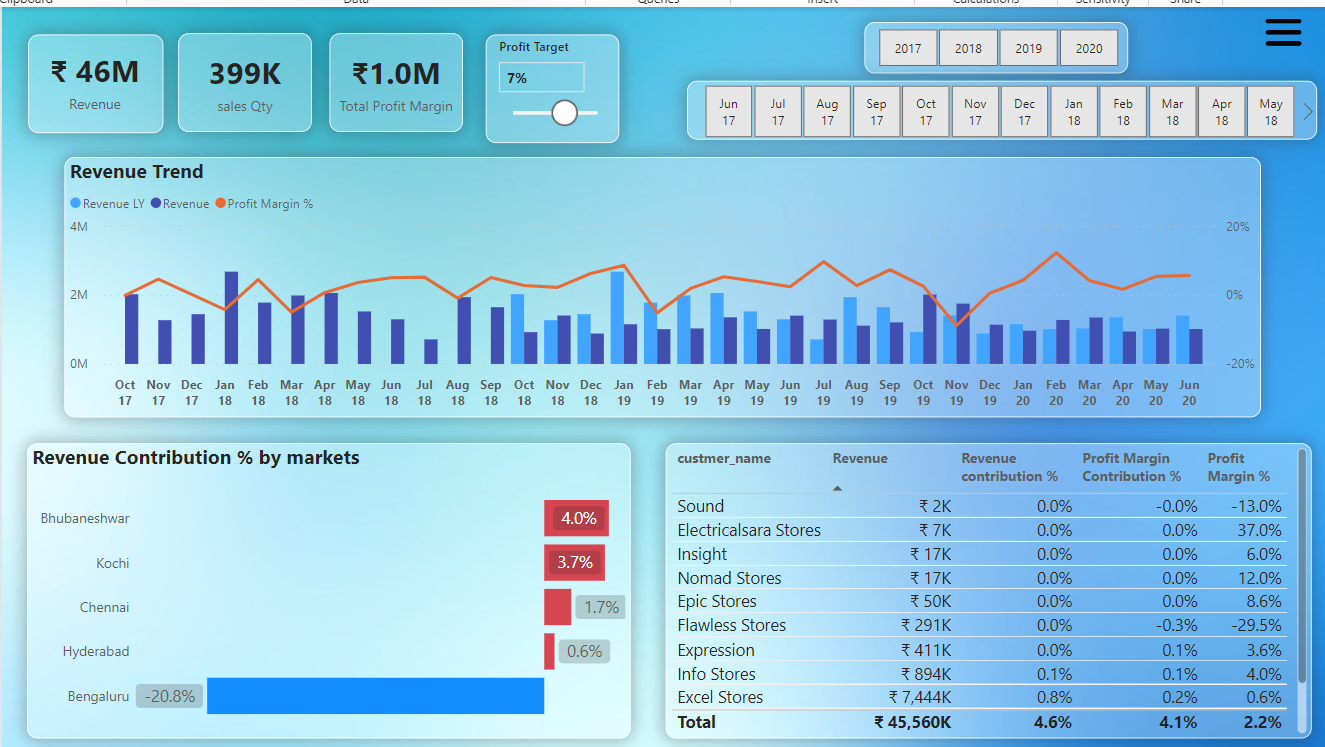 Clipboard
Data
Queries
Insert
Calculations
Sensitivity
Share
₹ 46M
Revenue
399K
sales Qty
₹1.0M
Total Profit Margin
Profit Target
7%
2017 2018 2019 2020
Jun 17 Jul 17 Aug 17 Sep 17 Oct 17 Nov 17 Dec 17 Jan 18 Feb 18 Mar 18 Apr 18 May 18
Revenue Trend
Revenue LY Revenue Profit Margin %
4M 20%
2M 0%
0M -20%
Oct Nov Dec Jan Feb Mar Apr May Jun Jul Aug Sep Oct Nov Dec Jan Feb Mar Apr May Jun Jul Aug Sep Oct Nov Dec Jan Feb Mar Apr May Jun
17 17 17 18 18 18 18 18 18 18 18 18 18 18 18 19 19 19 19 19 19 19 19 19 19 19 19 20 20 20 20 20 20
Revenue Contribution % by markets
Bhubaneshwar 4.0%
Kochi 3.7%
Chennai 1.7%
Hyderabad 0.6%
Bengaluru -20.8%
custmer_name Revenue Revenue contribution % Profit Margin Contribution % Profit Margin %
Sound ₹ 2K 0.0% -0.0% -13.0%
Electricalsara Stores ₹ 7K 0.0% 0.0% 37.0%
Insight ₹ 17K 0.0% 0.0% 6.0%
Nomad Stores ₹ 17K 0.0% 0.0% 12.0%
Epic Stores ₹ 50K 0.0% 0.0% 8.6%
Flawless Stores ₹ 291K 0.0% -0.3% -29.5%
Expression ₹ 411K 0.0% 0.1% 3.6%
Info Stores ₹ 894K 0.1% 0.1% 4.0%
Excel Stores ₹ 7,444K 0.8% 0.2% 0.6%
Total ₹ 45,560K 4.6% 4.1% 2.2%